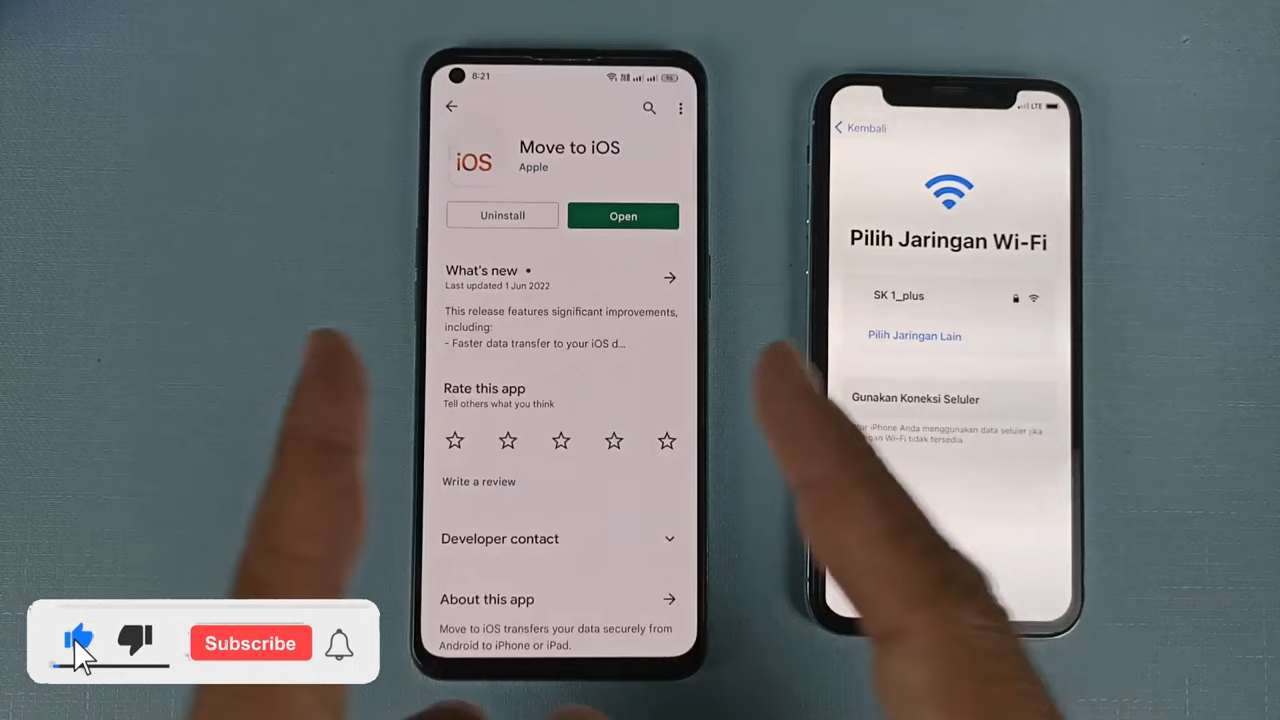 8:21
Move to iOS
Apple
iOS
Uninstall
Open
What's new •
Last updated 1 Jun 2022
This release features significant improvements,
including:
- Faster data transfer to your iOS d...
Rate this app
Tell others what you think
Write a review
Developer contact
About this app
Move to iOS transfers your data securely from
Android to iPhone or iPad.
LTE
Kembali
Pilih Jaringan Wi-Fi
SK 1_plus
Pilih Jaringan Lain
Gunakan Koneksi Seluler
iPhone Anda menggunakan data seluler jika
Wi-Fi tidak tersedia.
Subscribe